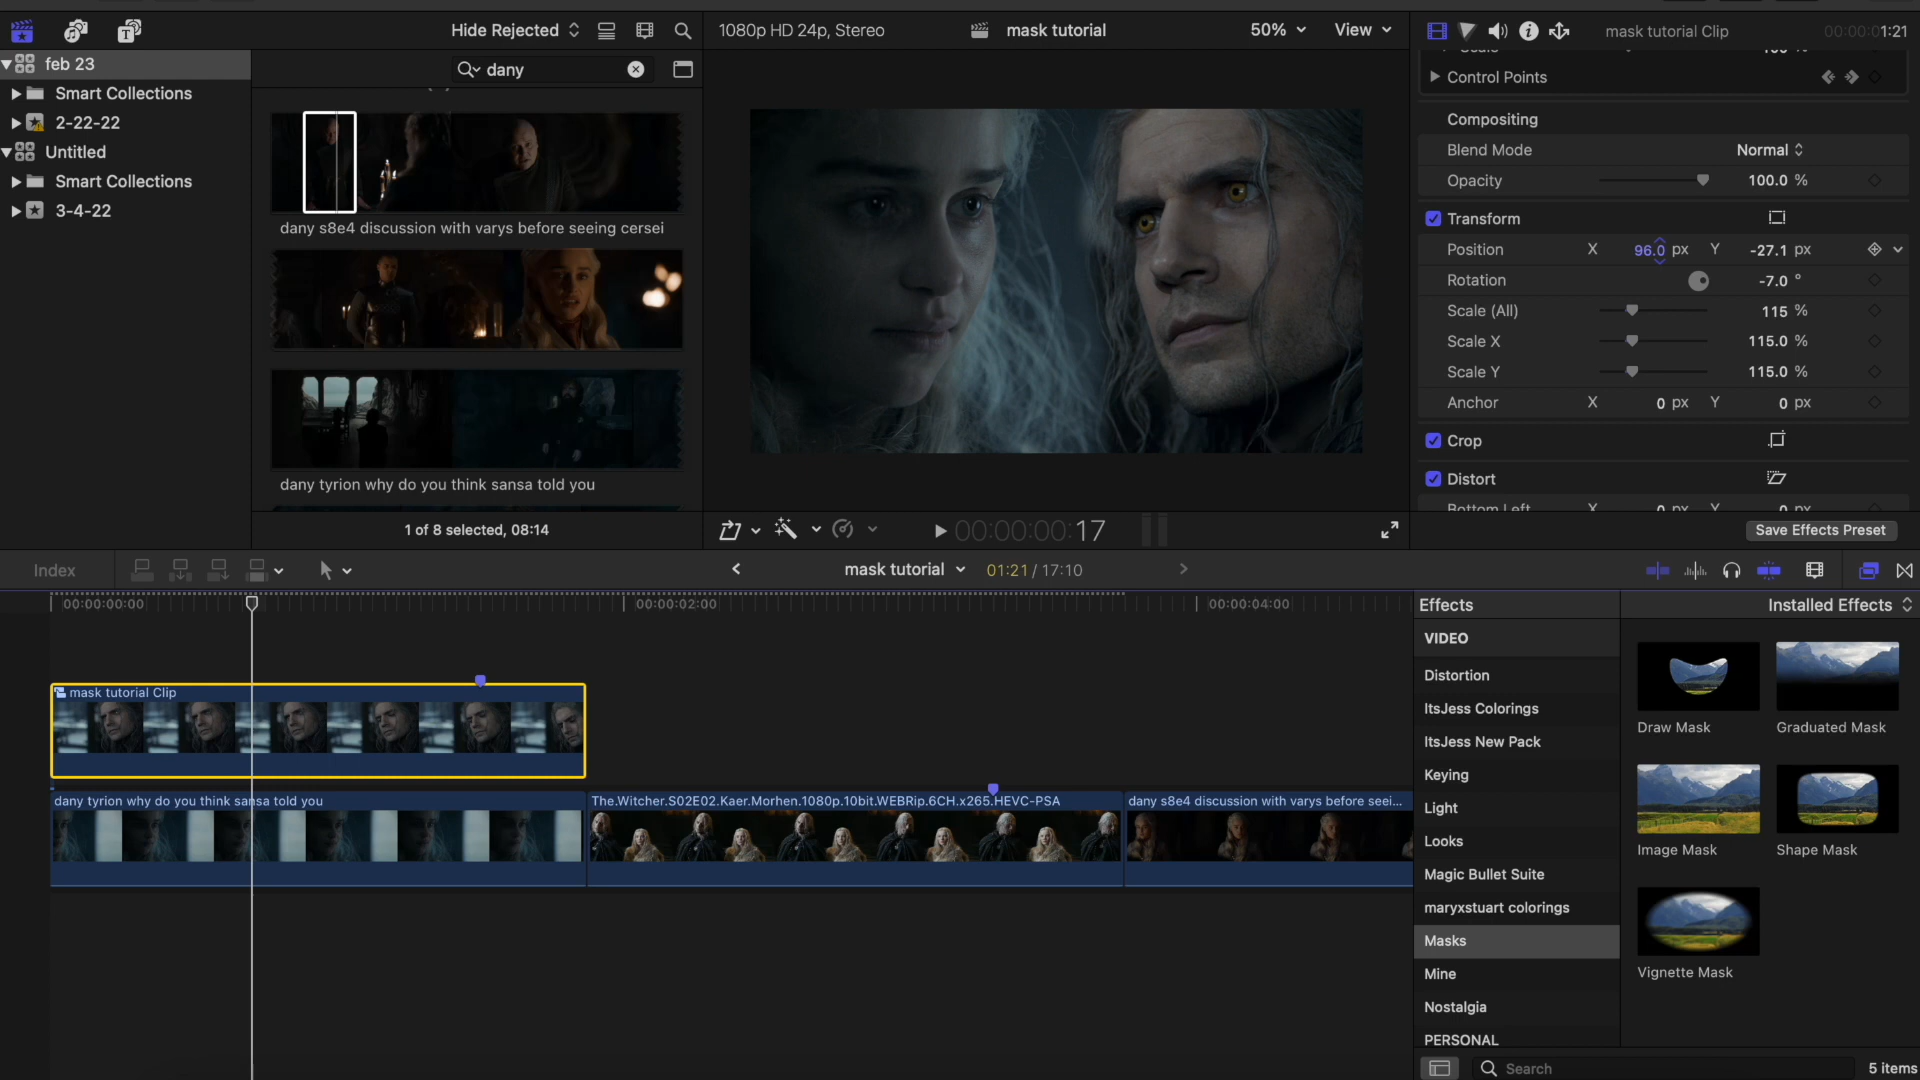 Hide Rejected
1080p HD 24p, Stereo
mask tutorial
50%
View
mask tutorial Clip
00:00:01:21
feb 23
dany
Control Points
Smart Collections
2-22-22
Compositing
Untitled
Blend Mode
Normal
Smart Collections
Opacity
100.0 %
3-4-22
dany s8e4 discussion with varys before seeing cersei
Transform
Position X 96.0 px Y -27.1 px
Rotation -7.0 °
Scale (All) 115 %
Scale X 115.0 %
Scale Y 115.0 %
Anchor X 0 px Y 0 px
Crop
Distort
dany tyrion why do you think sansa told you
Bottom Left X 0 px Y 0 px
1 of 8 selected, 08:14
00:00:00:17
Save Effects Preset
Index
mask tutorial
01:21 / 17:10
00:00:00:00
00:00:02:00
00:00:04:00
Effects
Installed Effects
VIDEO
Distortion
ItsJess Colorings
ItsJess New Pack
Keying
Light
Looks
Magic Bullet Suite
maryxstuart colorings
Masks
Mine
Nostalgia
PERSONAL
Draw Mask
Graduated Mask
Image Mask
Shape Mask
Vignette Mask
mask tutorial Clip
dany tyrion why do you think sansa told you
The.Witcher.S02E02.Kaer.Morhen.1080p.10bit.WEBRip.6CH.x265.HEVC-PSA
dany s8e4 discussion with varys before seei...
Search
5 items